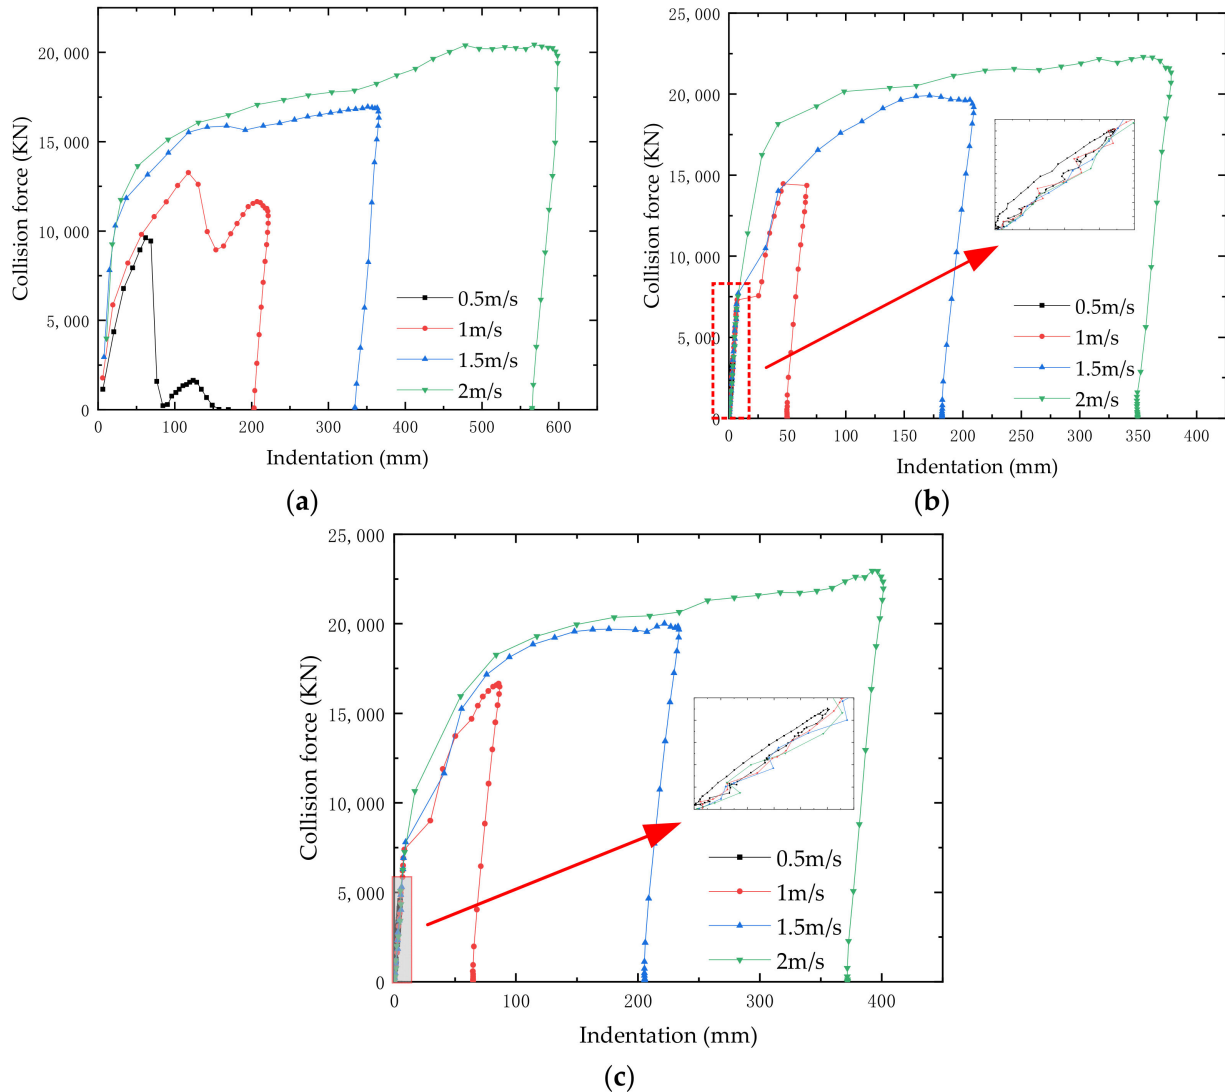 20, 000
15, 000
10, 000
5, 000
0
Collision force (KN)
0.5m/s
1m/s
1.5m/s
2m/s
0 100 200 300 400 500 600
Indentation (mm)
(a)
25, 000
20, 000
15, 000
10, 000
5, 000
0
Collision force (KN)
0.5m/s
1m/s
1.5m/s
2m/s
0 50 100 150 200 250 300 350 400
Indentation (mm)
(b)
25, 000
20, 000
15, 000
10, 000
5, 000
0
Collision force (KN)
0.5m/s
1m/s
1.5m/s
2m/s
0 100 200 300 400
Indentation (mm)
(c)